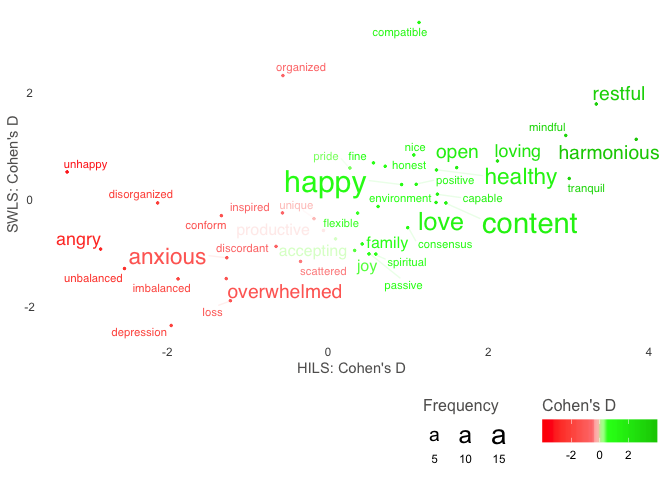 compatible
organized
2
restful
mindful
harmonious
nice
open
loving
pride
fine
honest
unhappy
happy
positive
healthy
tranquil
disorganized
environment
capable
0
inspired
unique
conform
flexible
love
content
productive
angry
discordant
accepting
family
consensus
anxious
spiritual
unbalanced
scattered
joy
imbalanced
overwhelmed
passive
loss
-2
depression
SWLS: Cohen's D
-2
0
2
4
HILS: Cohen's D
Frequency
a a a
5 10 15
Cohen's D
-2 0 2